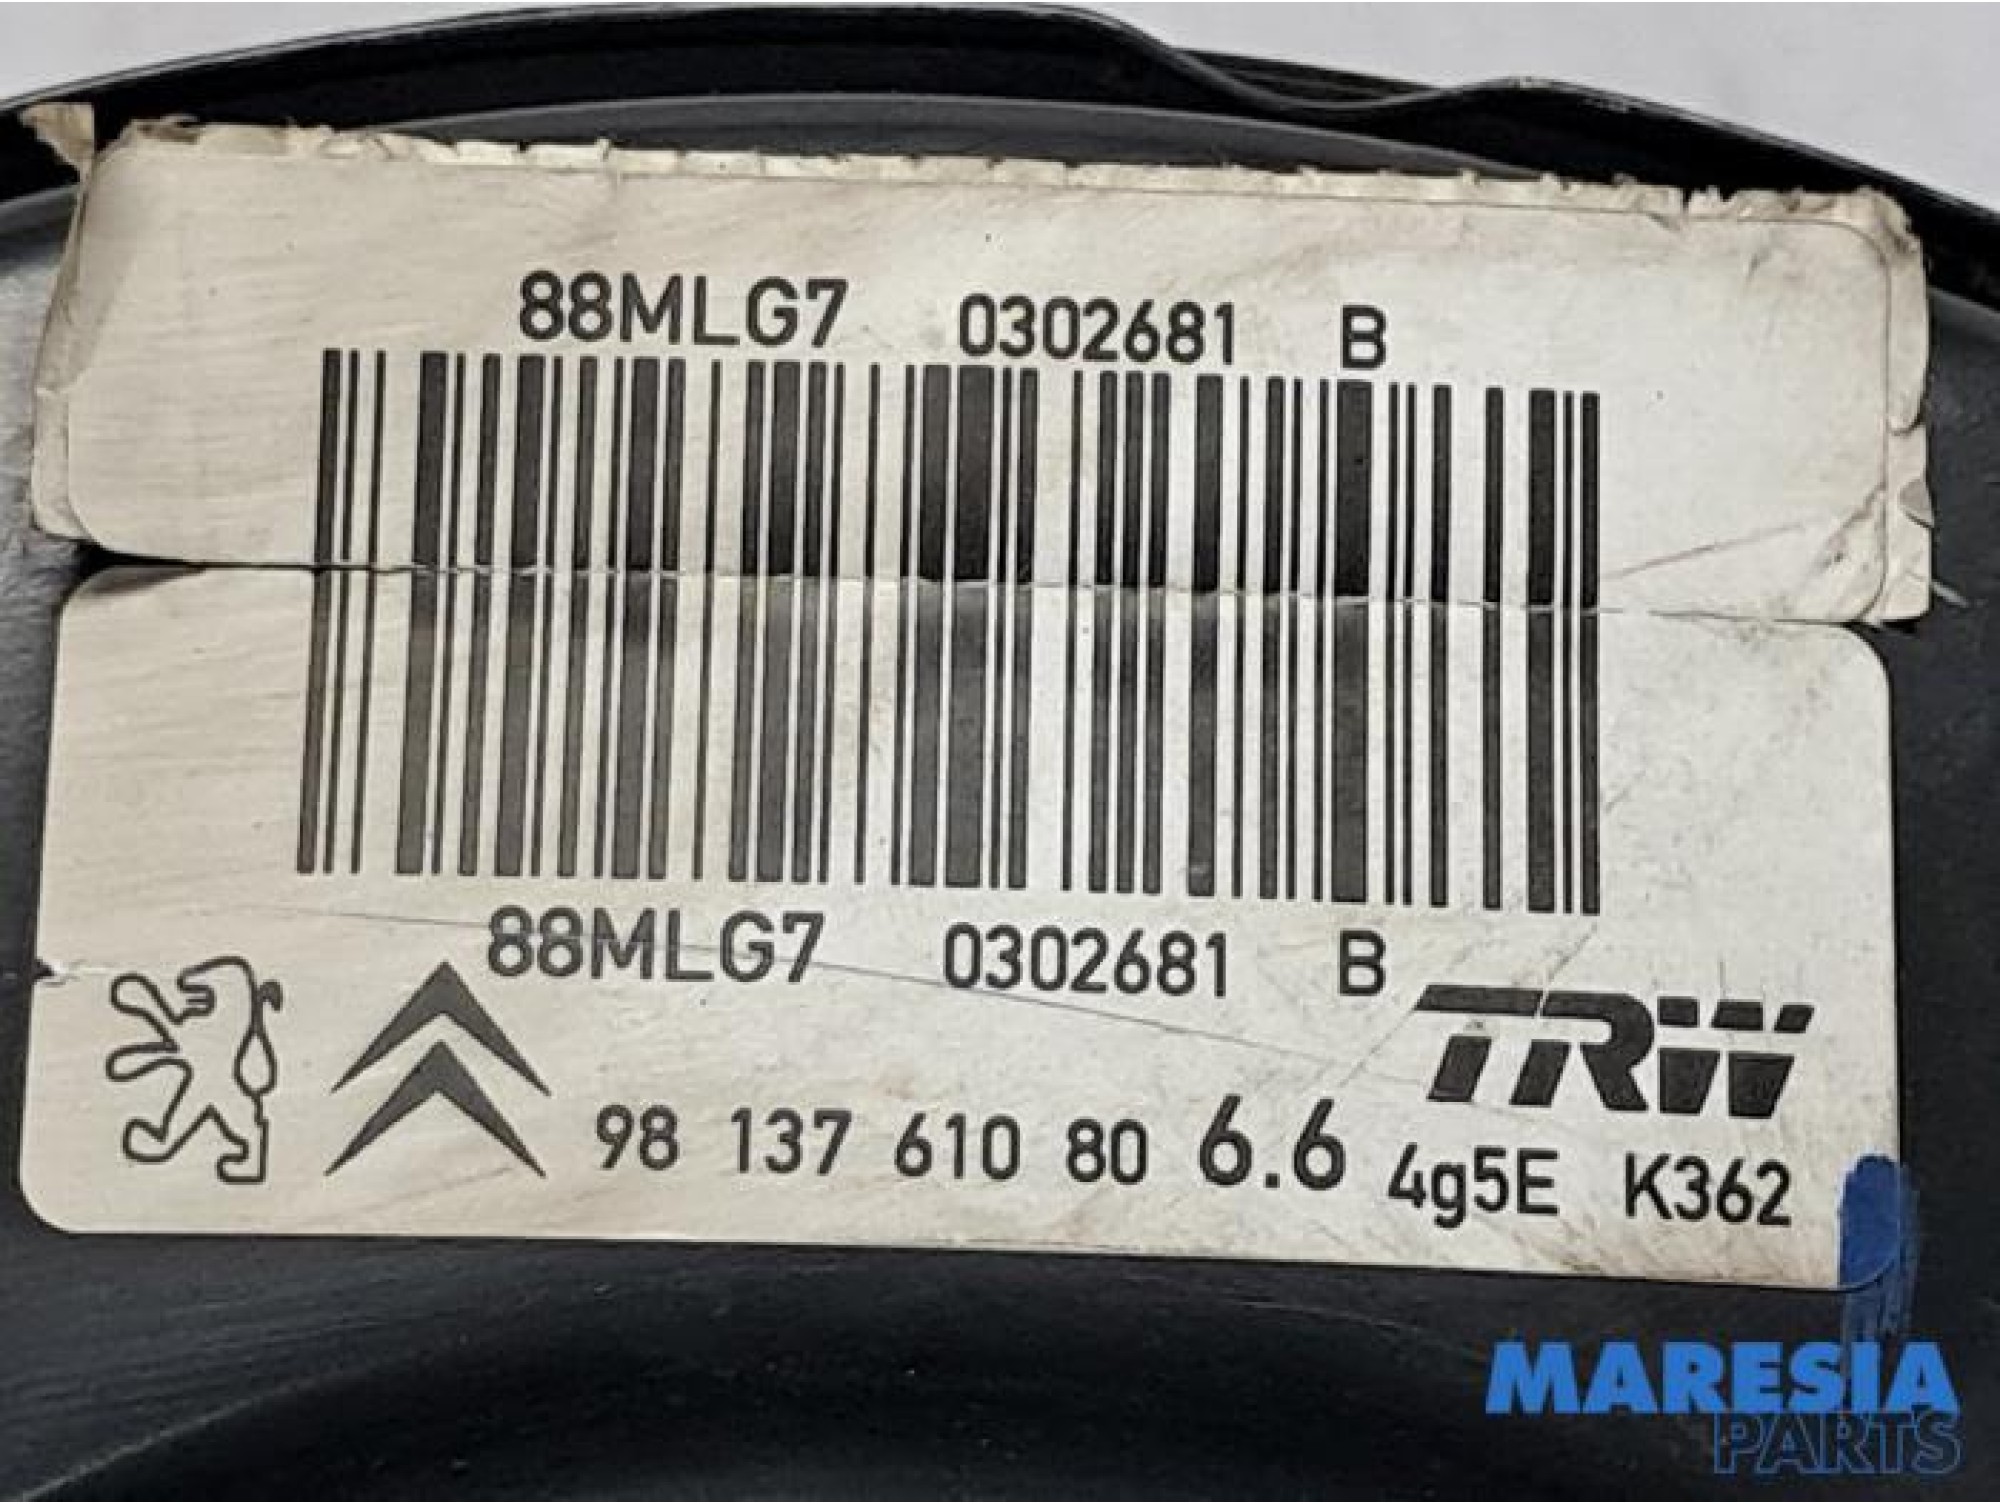 88MLG7 0302681 B
88MLG7 0302681 B
TRW
98 137 610 80 6.6 4g5E K362
MARESIA
PARTS